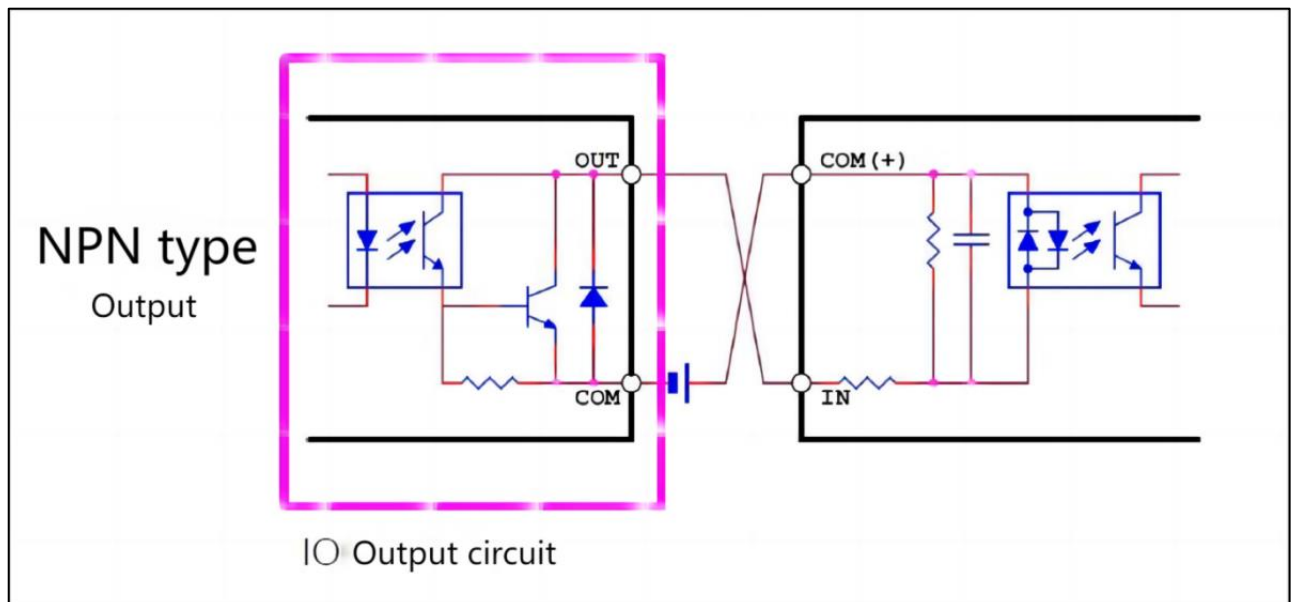 NPN type
Output
OUT
COM
COM(+)
IN
IO Output circuit